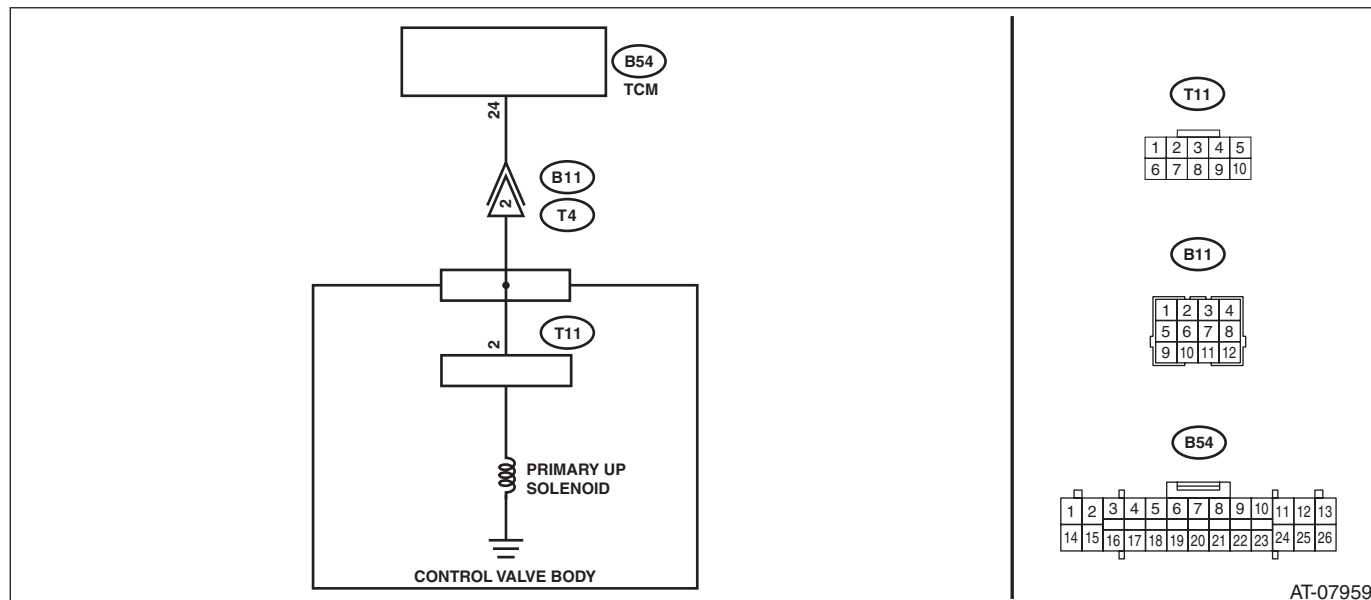 B54
TCM
24
B11
2
T4
T11
2
PRIMARY UP
SOLENOID
CONTROL VALVE BODY
T11
1 2 3 4 5
6 7 8 9 10
B11
1 2 3 4
5 6 7 8
9 10 11 12
B54
1 2 3 4 5 6 7 8 9 10 11 12 13
14 15 16 17 18 19 20 21 22 23 24 25 26
AT-07959